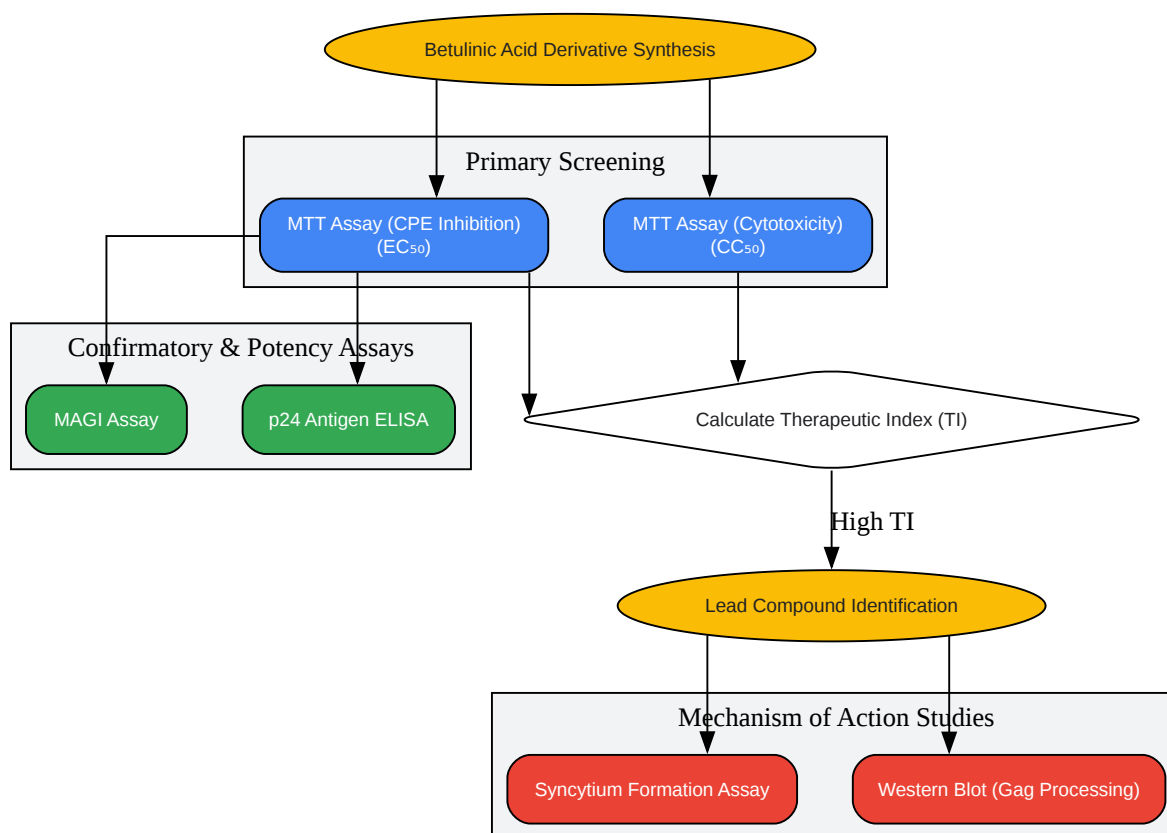 Betulinic Acid Derivative Synthesis
Primary Screening
MTT Assay (CPE Inhibition)
(EC₅₀)
MTT Assay (Cytotoxicity)
(CC₅₀)
Confirmatory & Potency Assays
MAGI Assay
p24 Antigen ELISA
Calculate Therapeutic Index (TI)
High TI
Lead Compound Identification
Mechanism of Action Studies
Syncytium Formation Assay
Western Blot (Gag Processing)